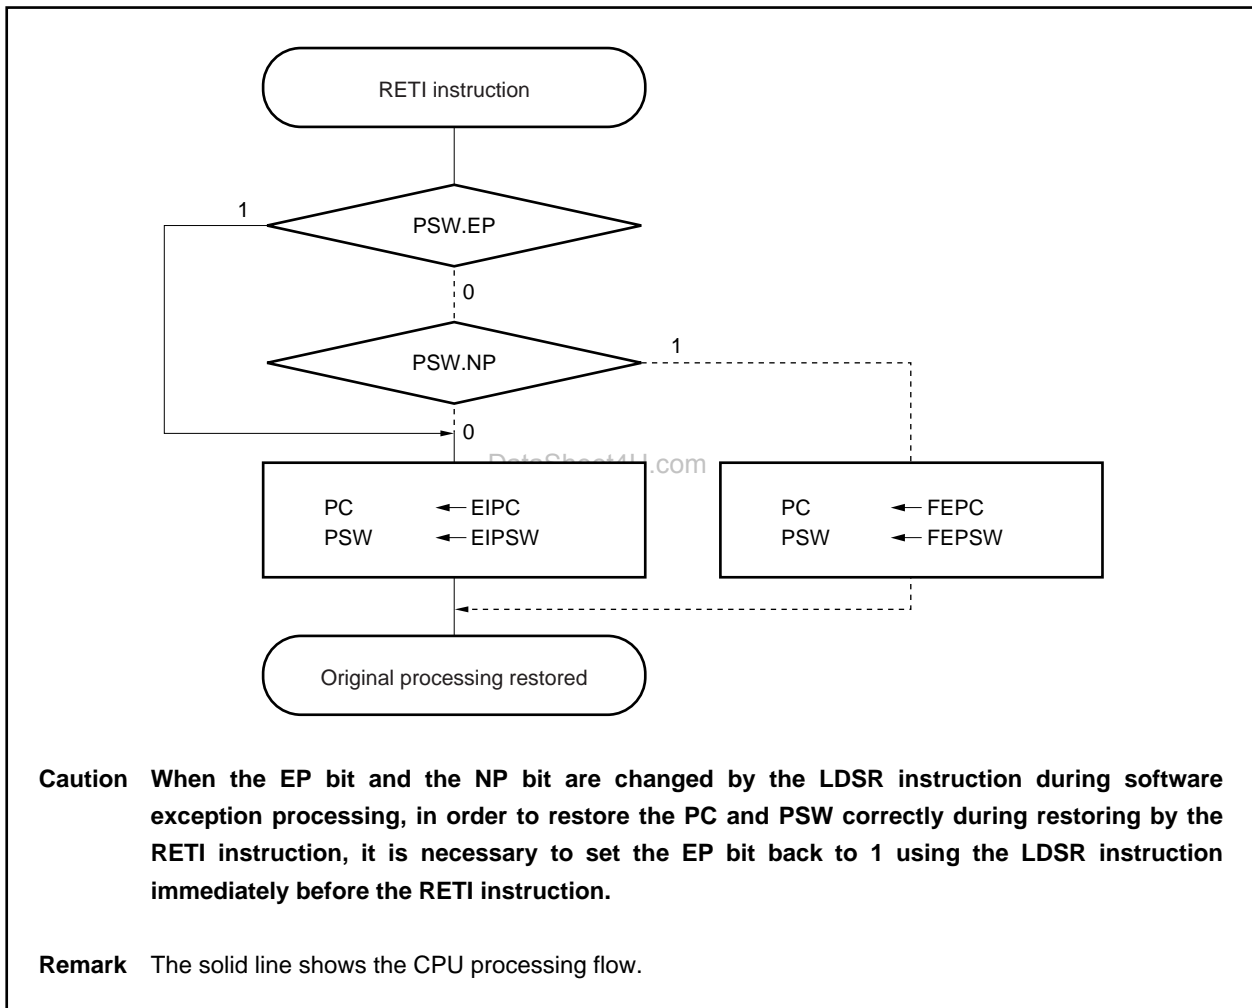 RETI instruction
1
PSW.EP
0
PSW.NP
1
0
DataSheet4U.com
PC ← EIPC
PSW ← EIPSW
PC ← FEPC
PSW ← FEPSW
Original processing restored
Caution When the EP bit and the NP bit are changed by the LDSR instruction during software
exception processing, in order to restore the PC and PSW correctly during restoring by the
RETI instruction, it is necessary to set the EP bit back to 1 using the LDSR instruction
immediately before the RETI instruction.
Remark The solid line shows the CPU processing flow.